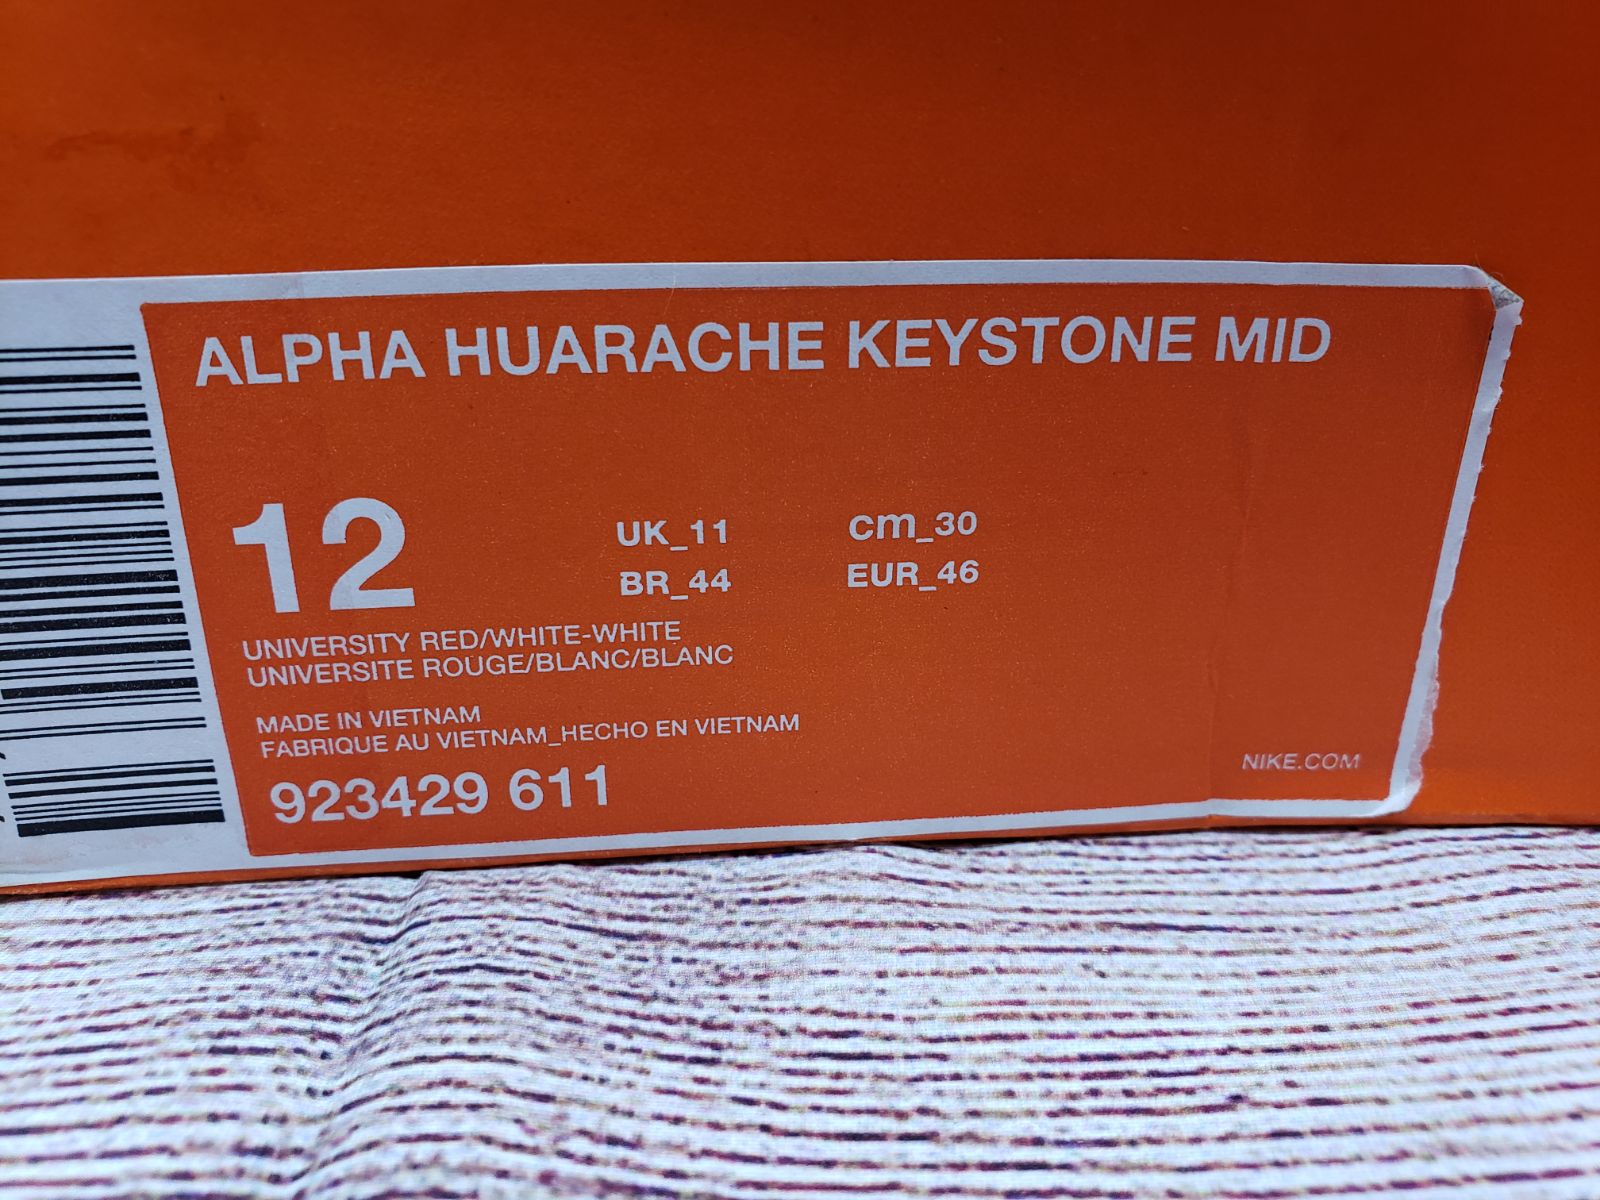 ALPHA HUARACHE KEYSTONE MID
12
UK_11 cm_30
BR_44 EUR_46
UNIVERSITY RED/WHITE-WHITE
UNIVERSITE ROUGE/BLANC/BLANC
MADE IN VIETNAM
FABRIQUE AU VIETNAM_HECHO EN VIETNAM
923429 611
NIKE.COM